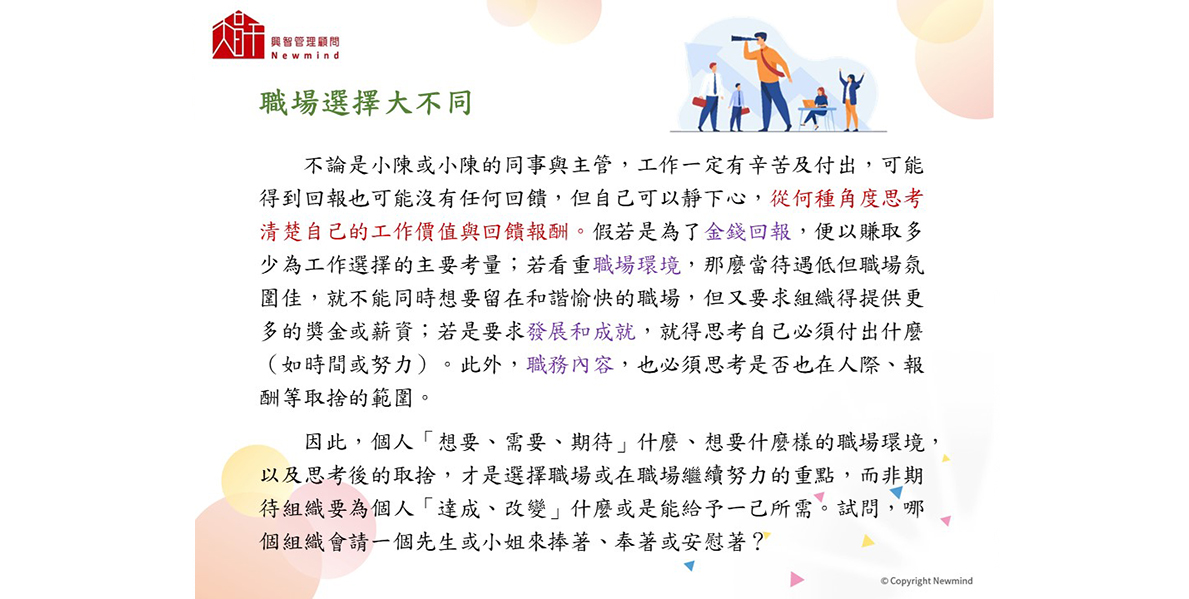 興智管理顧問
Newmind
職場選擇大不同
不論是小陳或小陳的同事與主管，工作一定有辛苦及付出，可能
得到回報也可能沒有任何回饋，但自己可以靜下心，從何種角度思考
清楚自己的工作價值與回饋報酬。假若是為了金錢回報，便以賺取多
少為工作選擇的主要考量；若看重職場環境，那麼當待遇低但職場氛
圍佳，就不能同時想要留在和諧愉快的職場，但又要求組織得提供更
多的獎金或薪資；若是要求發展和成就，就得思考自己必須付出什麼
（如時間或努力）。此外，職務內容，也必須思考是否也在人際、報
酬等取捨的範圍。
因此，個人「想要、需要、期待」什麼、想要什麼樣的職場環境，
以及思考後的取捨，才是選擇職場或在職場繼續努力的重點，而非期
待組織要為個人「達成、改變」什麼或是能給予一己所需。試問，哪
個組織會請一個先生或小姐來捧著、奉著或安慰著？
© Copyright Newmind